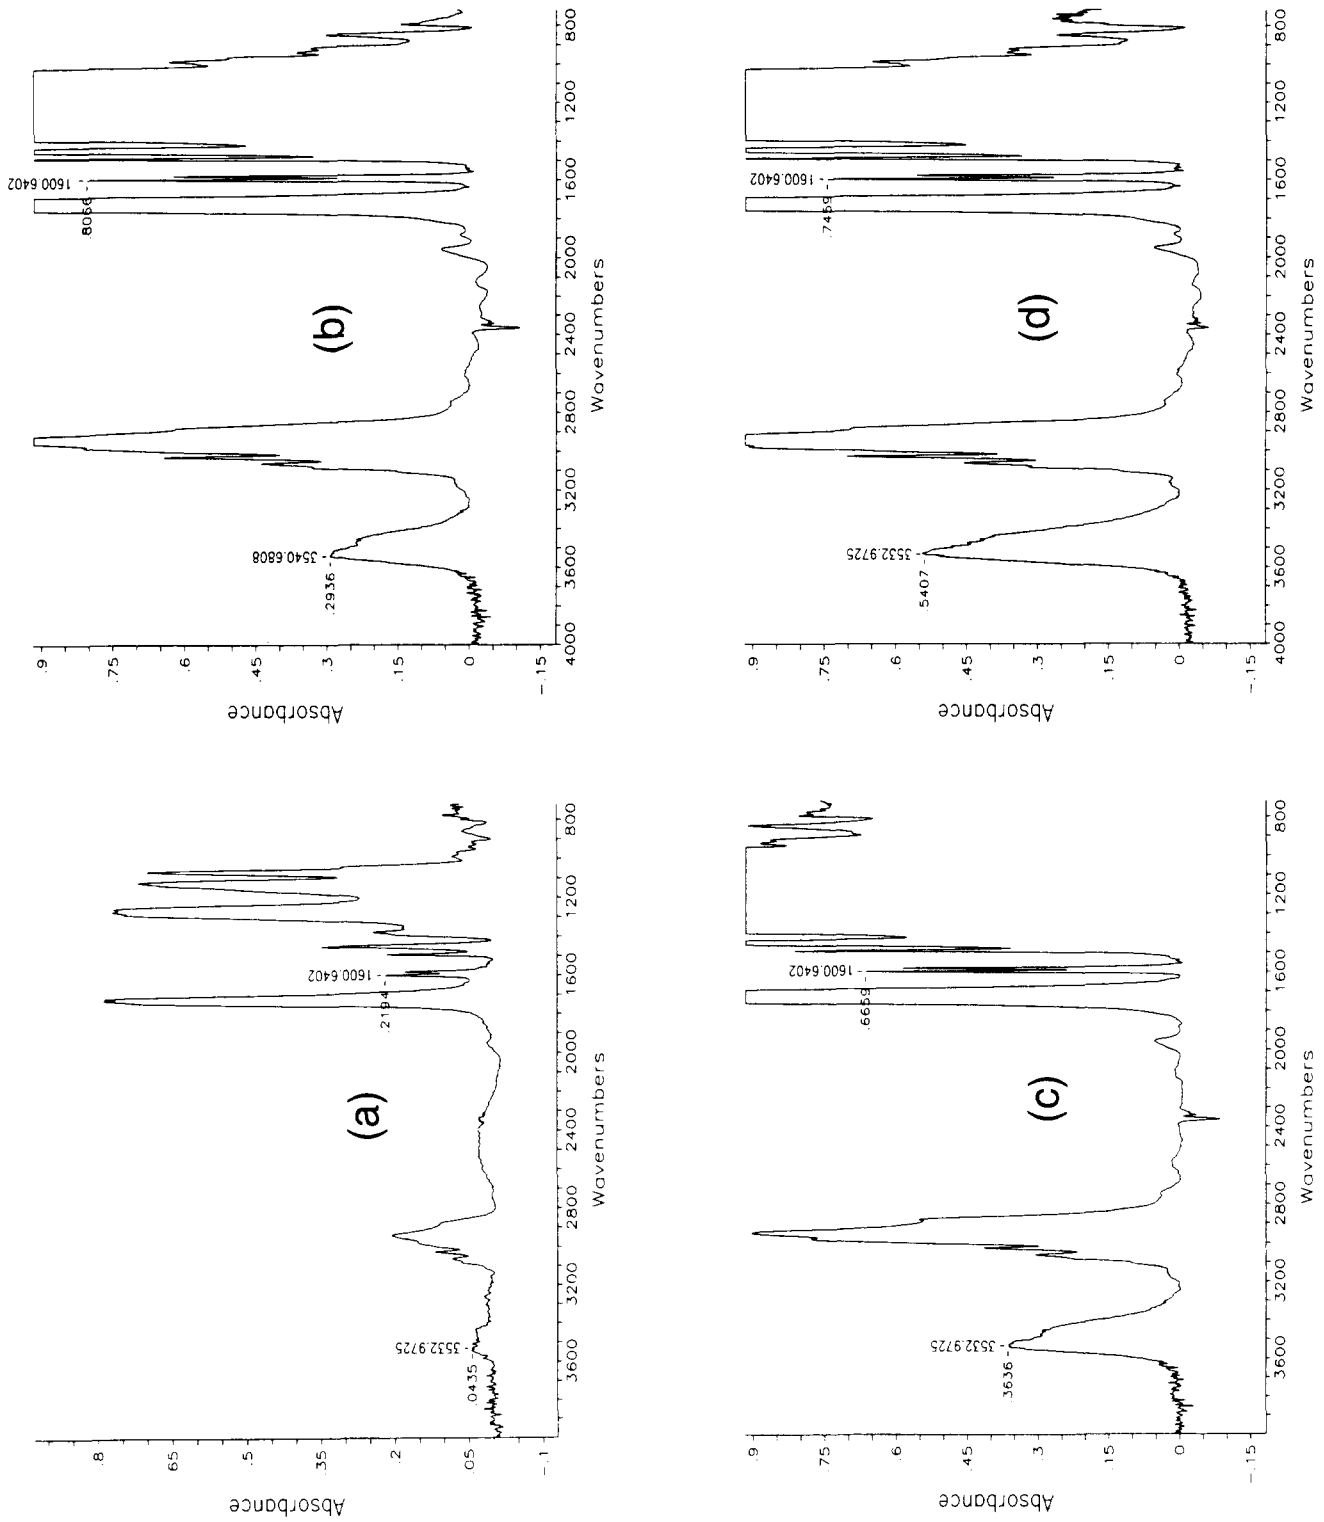 Absorbance
.8
.65
.5
.35
.2
.05
-.1
(a)
.0435
3532.9725
.2194
1600.6402
3600 3200 2800 2400 2000 1600 1200 800
Wavenumbers
Absorbance
.9
.75
.6
.45
.3
.15
0
-.15
(b)
.2936
3540.6808
.8066
1600.6402
4000 3600 3200 2800 2400 2000 1600 1200 800
Wavenumbers
Absorbance
.9
.75
.6
.45
.3
.15
0
-.15
(c)
.3636
3532.9725
.6659
1600.6402
3600 3200 2800 2400 2000 1600 1200 800
Wavenumbers
Absorbance
.9
.75
.6
.45
.3
.15
0
-.15
(d)
.5407
3532.9725
.7459
1600.6402
4000 3600 3200 2800 2400 2000 1600 1200 800
Wavenumbers